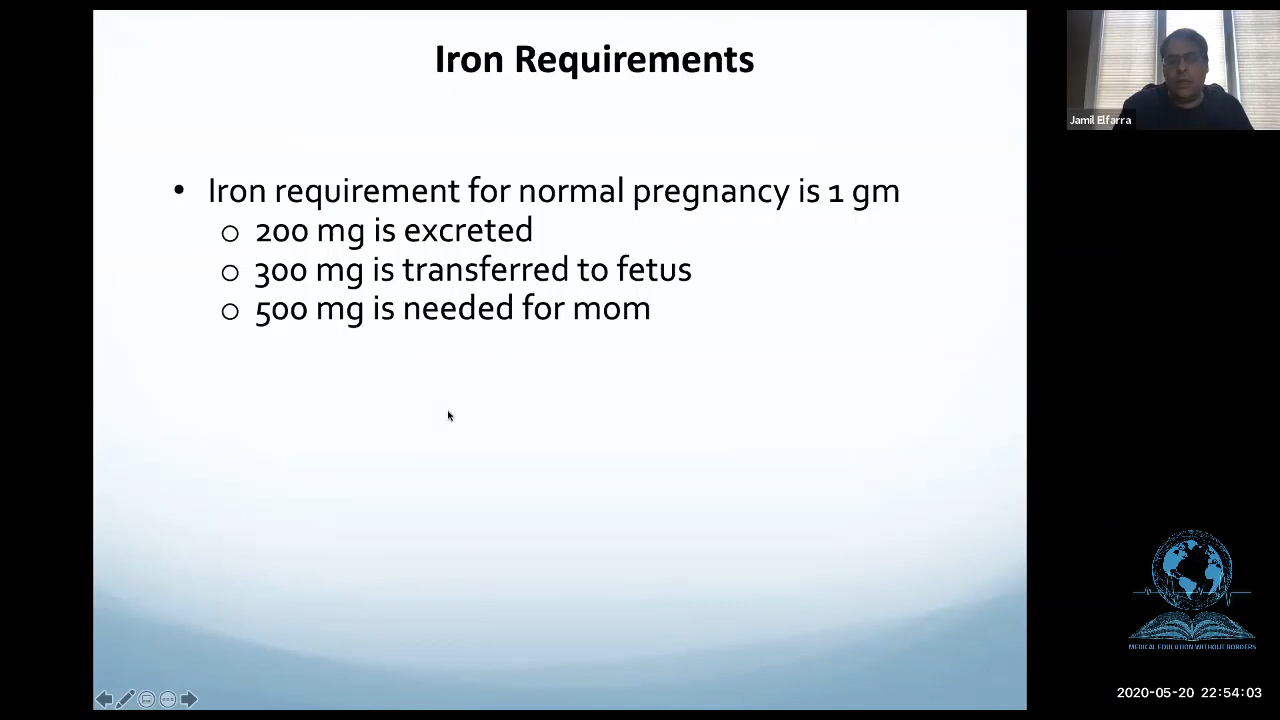 Iron Requirements
• Iron requirement for normal pregnancy is 1 gm
o 200 mg is excreted
o 300 mg is transferred to fetus
o 500 mg is needed for mom
Jamil Elfarra
MEDICAL EDUCATION WITHOUT BORDERS
2020-05-20 22:54:03